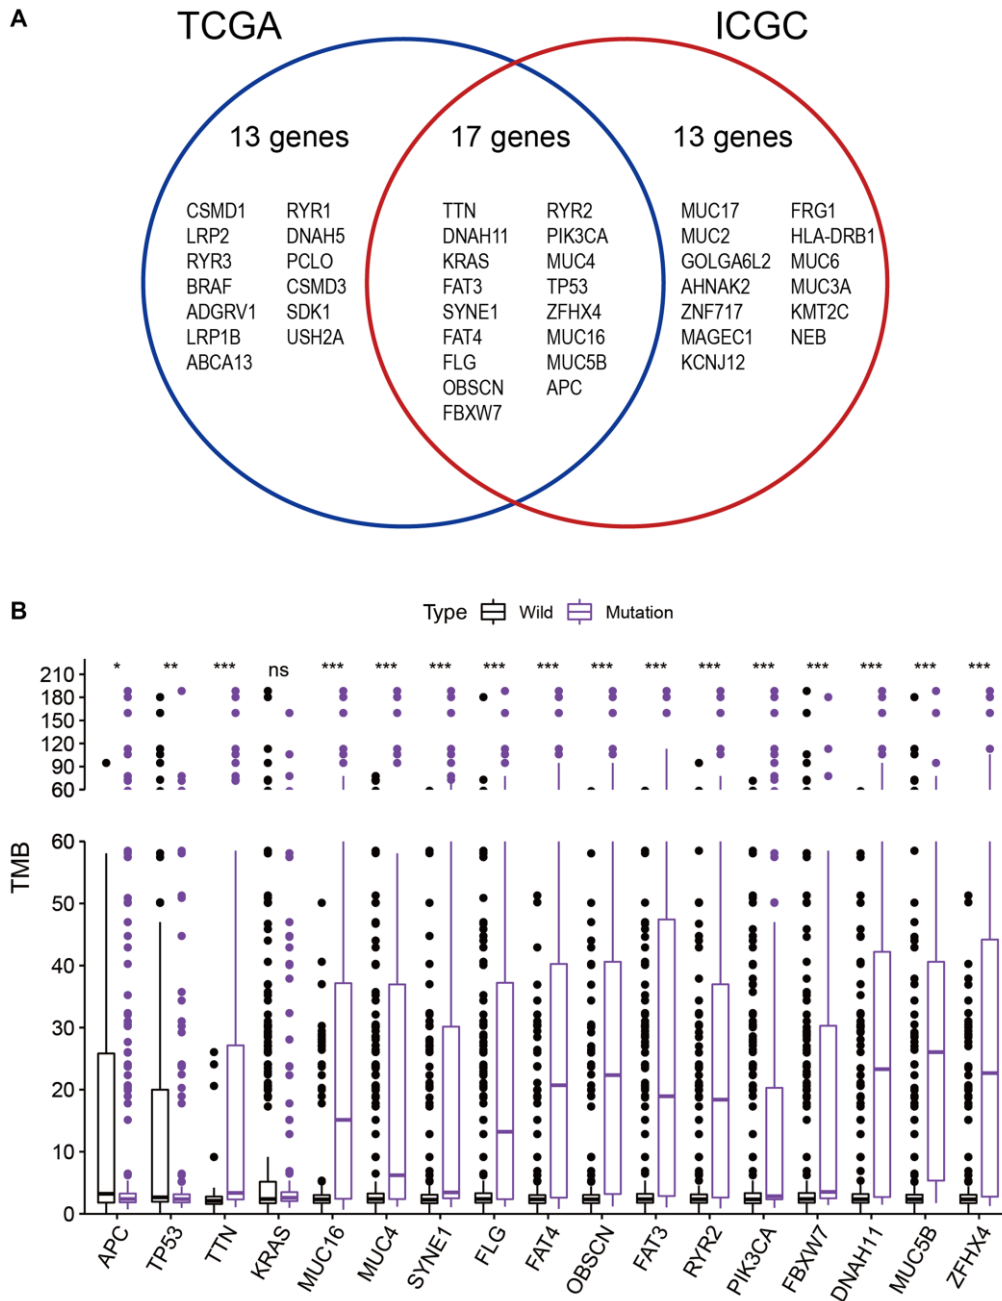 A
TCGA ICGC
13 genes 17 genes 13 genes
CSMD1 RYR1 TTN RYR2 MUC17 FRG1
LRP2 DNAH5 DNAH11 PIK3CA MUC2 HLA-DRB1
RYR3 PCLO KRAS MUC4 GOLGA6L2 MUC6
BRAF CSMD3 FAT3 TP53 AHNAK2 MUC3A
ADGRV1 SDK1 SYNE1 ZFHX4 ZNF717 KMT2C
LRP1B USH2A FAT4 MUC16 MAGEC1 NEB
ABCA13 FLG MUC5B KCNJ12
OBSCN APC
FBXW7
B
Type Wild Mutation
* ** *** ns *** *** *** *** *** *** *** *** *** *** *** *** ***
210
180
150
120
90
60
60
50
40
30
20
10
0
TMB
APC TP53 TTN KRAS MUC16 MUC4 SYNE1 FLG FAT4 OBSCN FAT3 RYR2 PIK3CA FBXW7 DNAH11 MUC5B ZFHX4